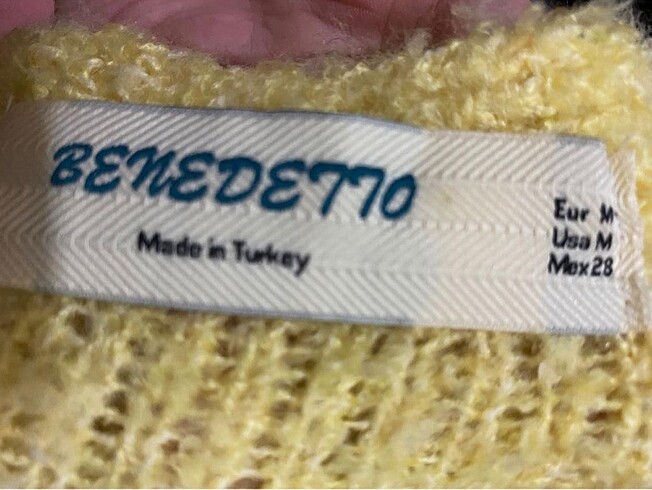 BENEDETTO
Made in Turkey
Eur M
Usa M
Mex 28